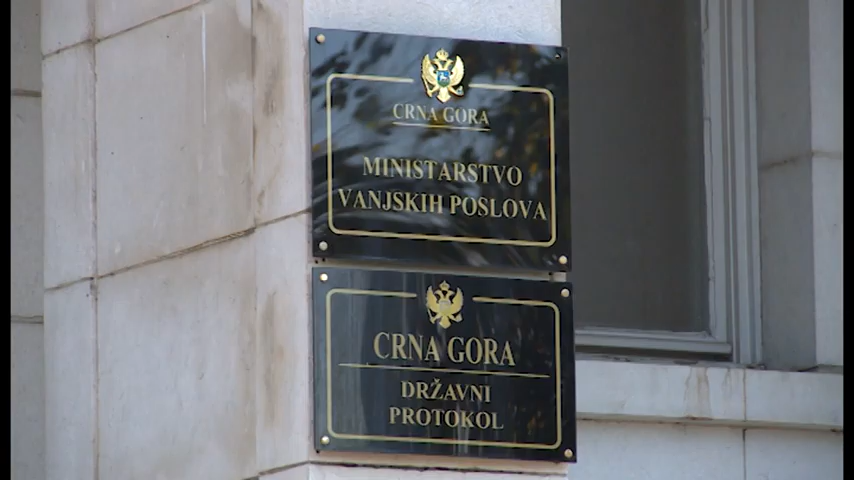 CRNA GORA
MINISTARSTVO
VANJSKIH POSLOVA
CRNA GORA
DRŽAVNI
PROTOKOL